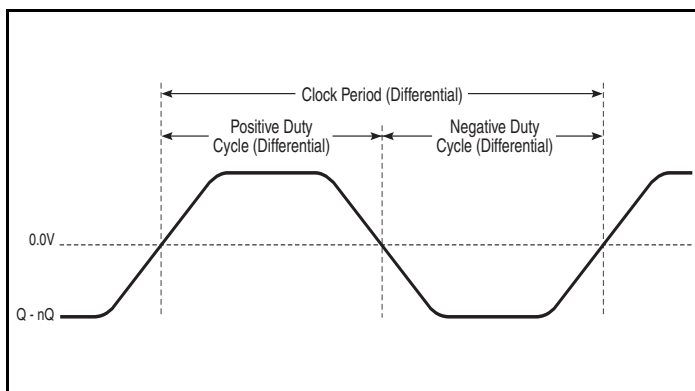 Clock Period (Differential)
Positive Duty
Cycle (Differential)
Negative Duty
Cycle (Differential)
0.0V
Q - nQ